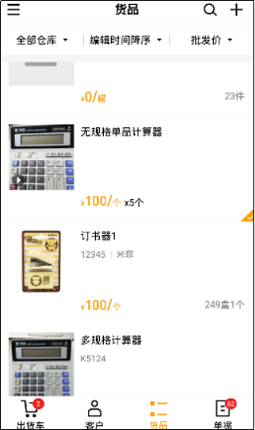 货品
全部仓库 编辑时间降序 批发价
¥0/箱 23件
无规格单品计算器
¥100/个 x5个
订书器1
12345 | 米菲
¥100/个 249盒1个
多规格计算器
K5124
2 62
出货车 客户 货品 单据